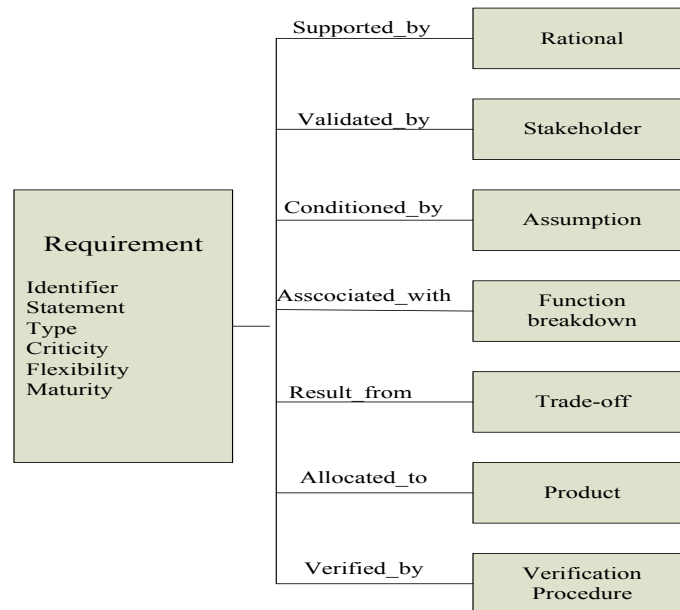 Supported_by
Rational
Validated_by
Stakeholder
Conditioned_by
Assumption
Requirement
Identifier
Statement
Type
Criticity
Flexibility
Maturity
Asscociated_with
Function
breakdown
Result_from
Trade-off
Allocated_to
Product
Verified_by
Verification
Procedure